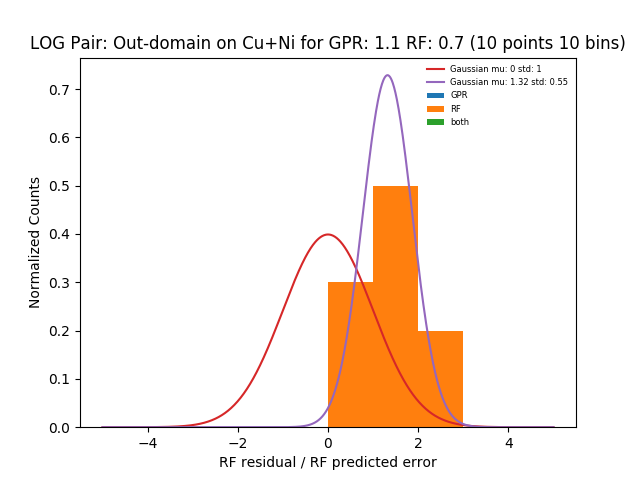 LOG Pair: Out-domain on Cu+Ni for GPR: 1.1 RF: 0.7 (10 points 10 bins)
Gaussian mu: 0 std: 1
Gaussian mu: 1.32 std: 0.55
GPR
RF
both
Normalized Counts
0.7
0.6
0.5
0.4
0.3
0.2
0.1
0.0
−4
−2
0
2
4
RF residual / RF predicted error